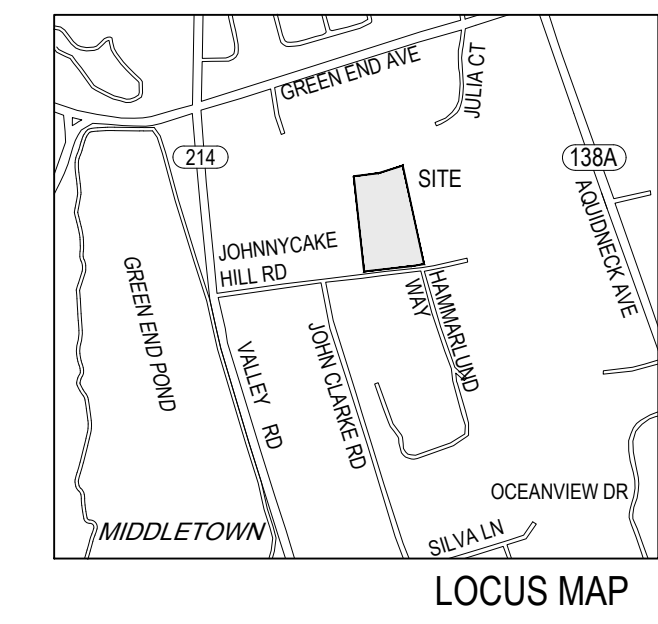 GREEN END AVE
JULIA CT
214
138A
SITE
AQUIDNECK AVE
JOHNNYCAKE
HILL RD
GREEN END POND
HAMMARLUND
WAY
VALLEY RD
JOHN CLARKE RD
OCEANVIEW DR
MIDDLETOWN
SILVA LN
LOCUS MAP